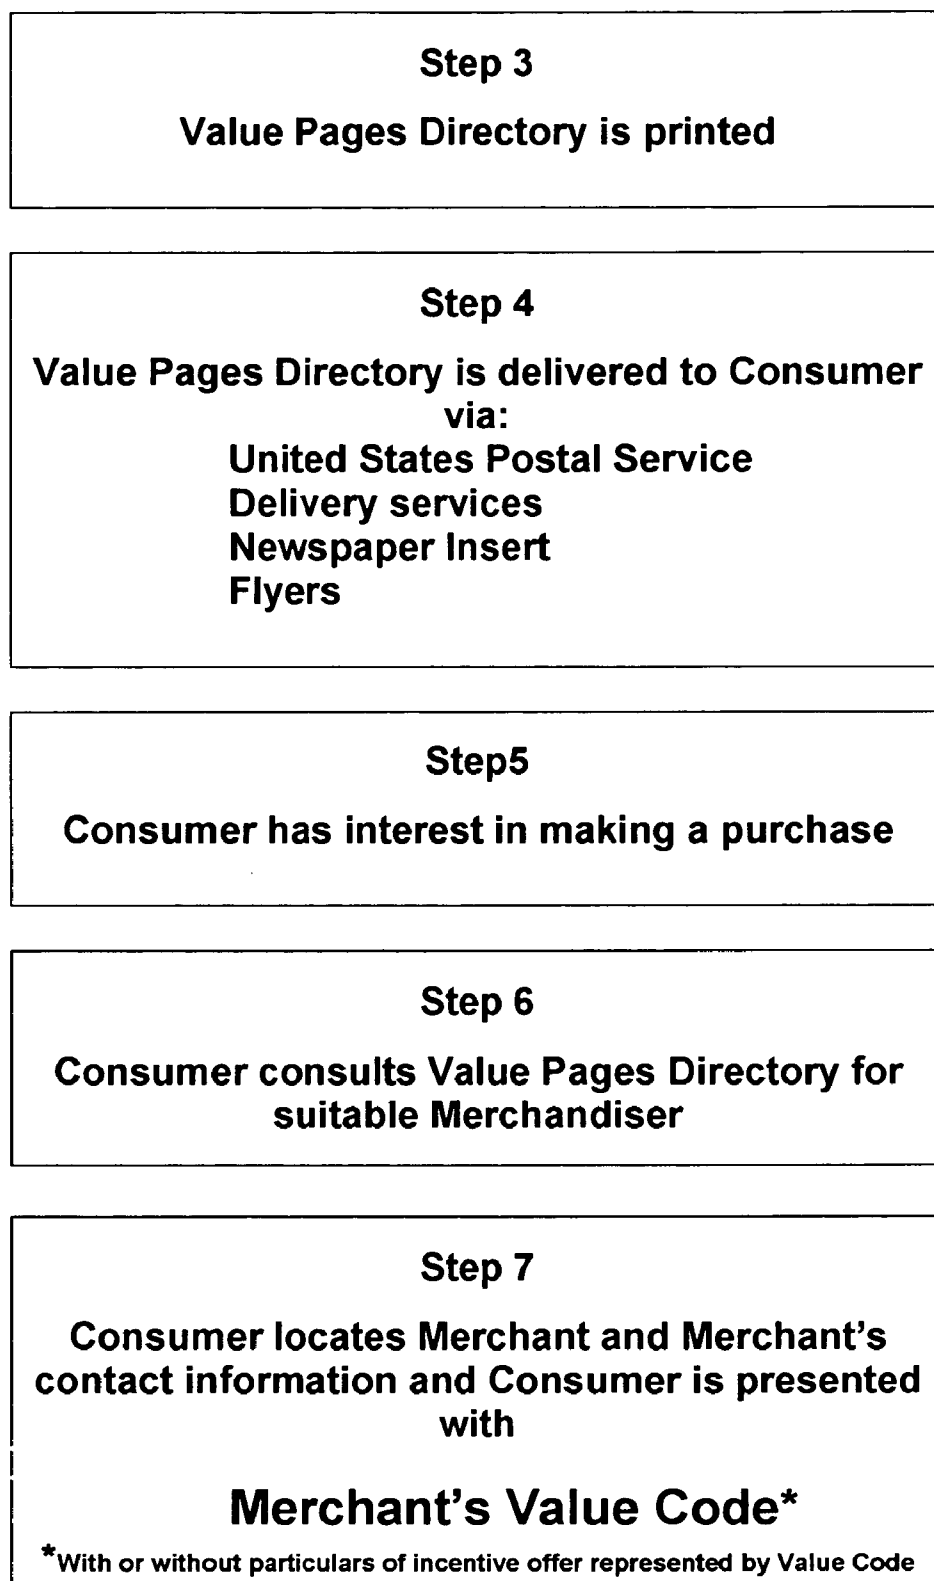 Step 3
Value Pages Directory is printed
Step 4
Value Pages Directory is delivered to Consumer
via:
United States Postal Service
Delivery services
Newspaper Insert
Flyers
Step5
Consumer has interest in making a purchase
Step 6
Consumer consults Value Pages Directory for
suitable Merchandiser
Step 7
Consumer locates Merchant and Merchant's
contact information and Consumer is presented
with
Merchant's Value Code*
*With or without particulars of incentive offer represented by Value Code